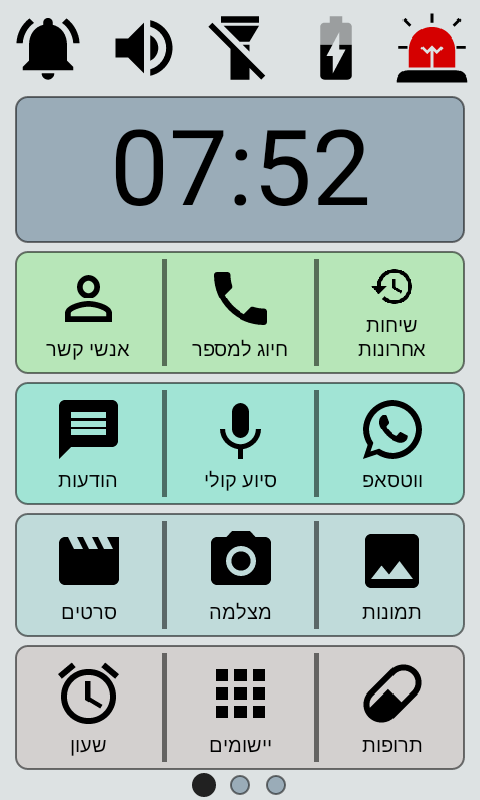 07:52
שיחות
אחרונות
חיוג למספר
אנשי קשר
ווטסאפ
סיוע קולי
הודעות
תמונות
מצלמה
סרטים
תרופות
יישומים
שעון